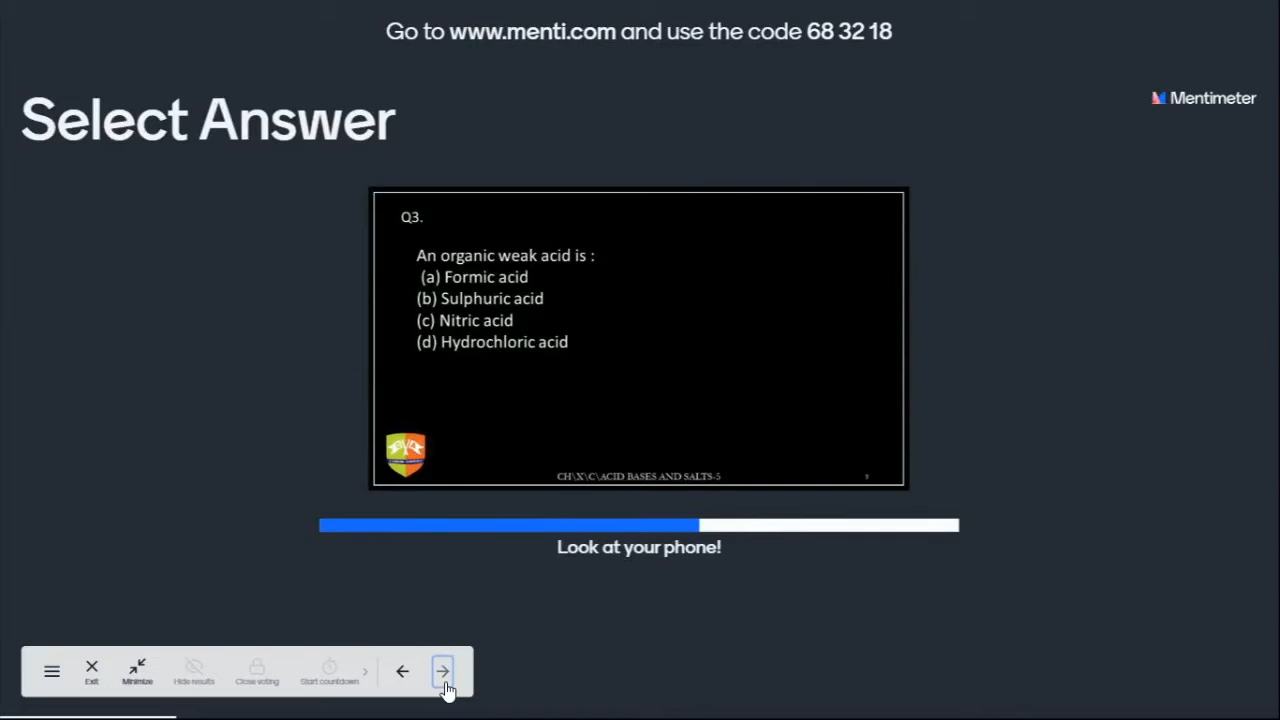 Go to www.menti.com and use the code 68 32 18
Select Answer
Mentimeter
Q3.
An organic weak acid is :
(a) Formic acid
(b) Sulphuric acid
(c) Nitric acid
(d) Hydrochloric acid
CH\X\C\ACID BASES AND SALTS-5
Look at your phone!
Exit
Minimize
Hide results
Close voting
Start countdown